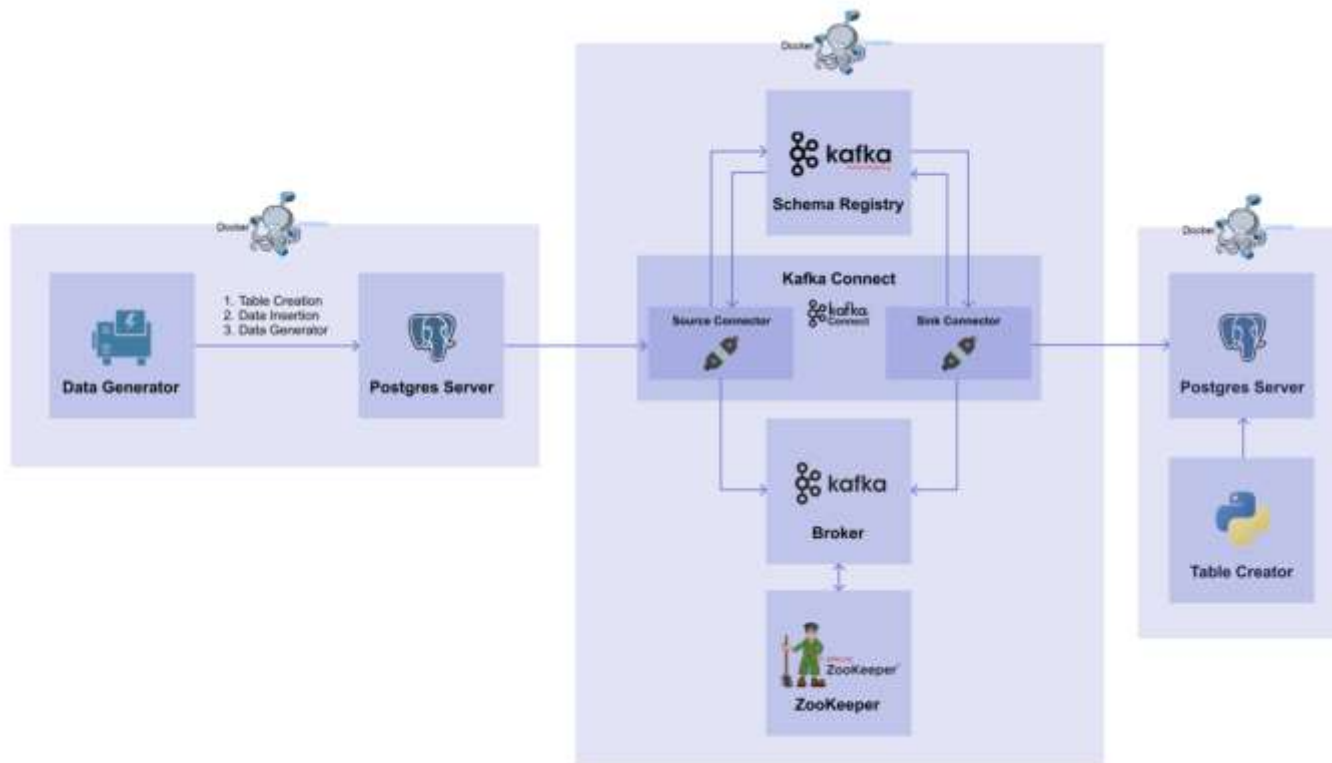 Docker
kafka
Schema Registry
Docker
Docker
Kafka Connect
1. Table Creation
2. Data Insertion
3. Data Generator
kafka
Connect
Source Connector
Sink Connector
Data Generator
Postgres Server
Postgres Server
kafka
Broker
Table Creator
ZooKeeper
ZooKeeper